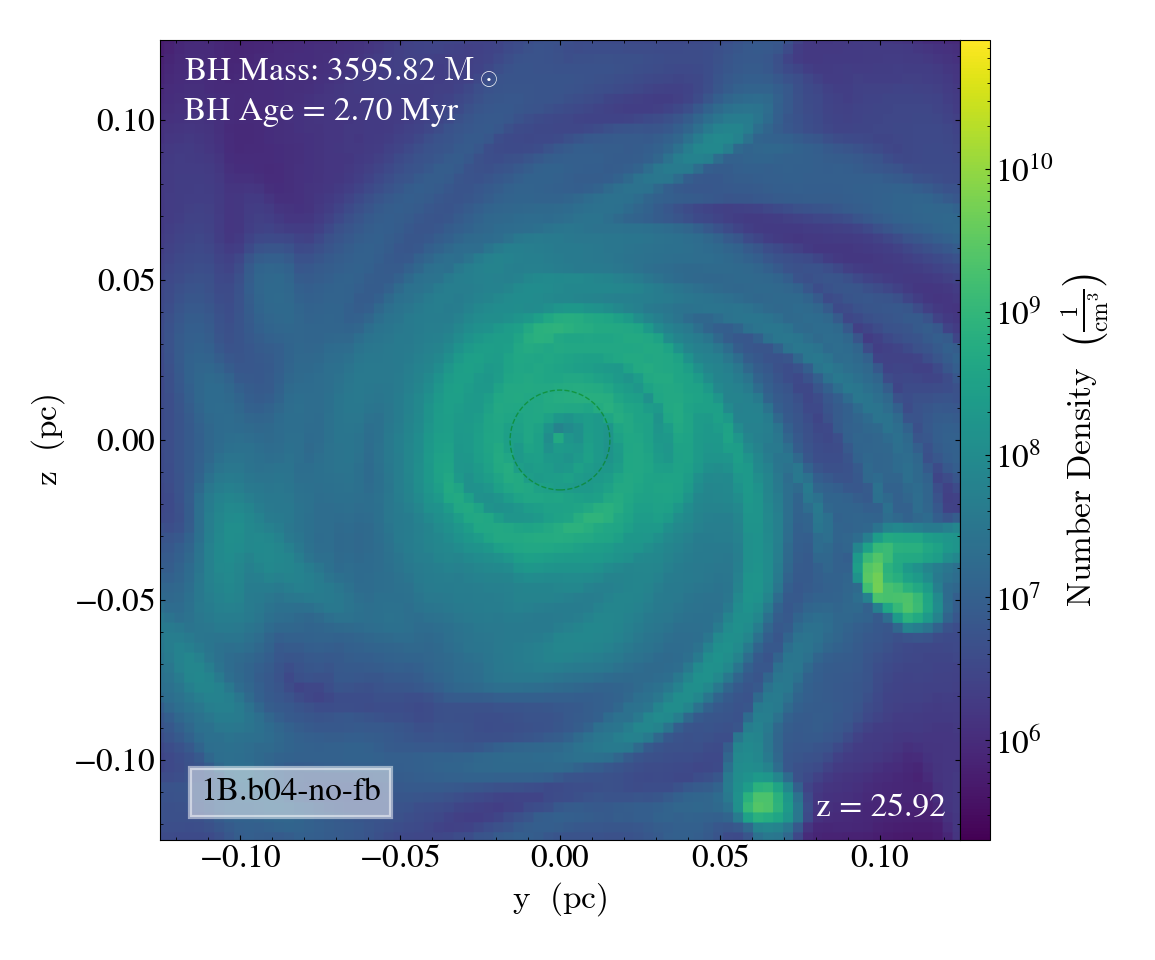 BH Mass: 3595.82 M⊙
BH Age = 2.70 Myr
0.10
0.05
0.00
−0.05
−0.10
z (pc)
1B.b04-no-fb
z = 25.92
−0.10 −0.05 0.00 0.05 0.10
y (pc)
10¹⁰
10⁹
10⁸
10⁷
10⁶
Number Density (1/cm³)